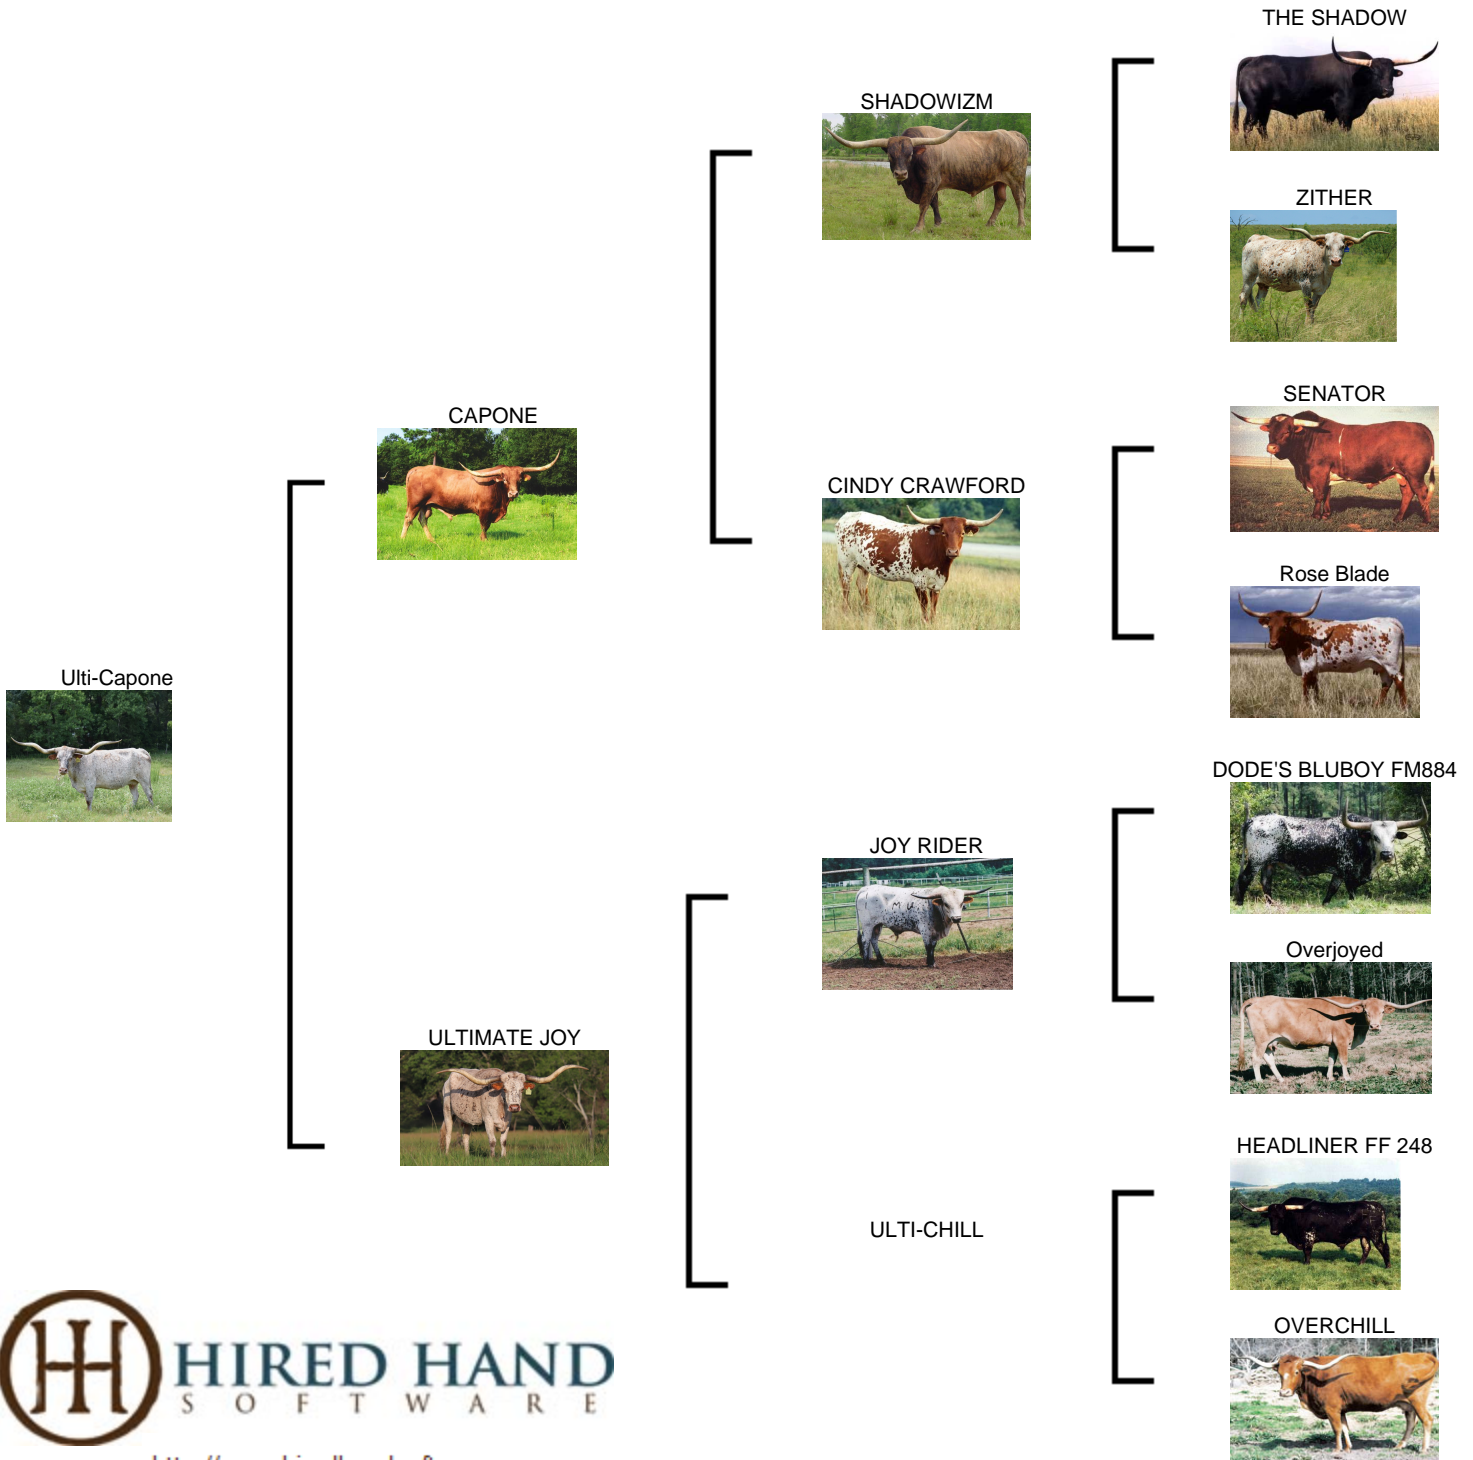 THE SHADOW
SHADOWIZM
ZITHER
SENATOR
CAPONE
CINDY CRAWFORD
Rose Blade
Ulti-Capone
DODE'S BLUBOY FM884
JOY RIDER
Overjoyed
ULTIMATE JOY
HEADLINER FF 248
ULTI-CHILL
OVERCHILL
HIRED HAND
SOFTWARE